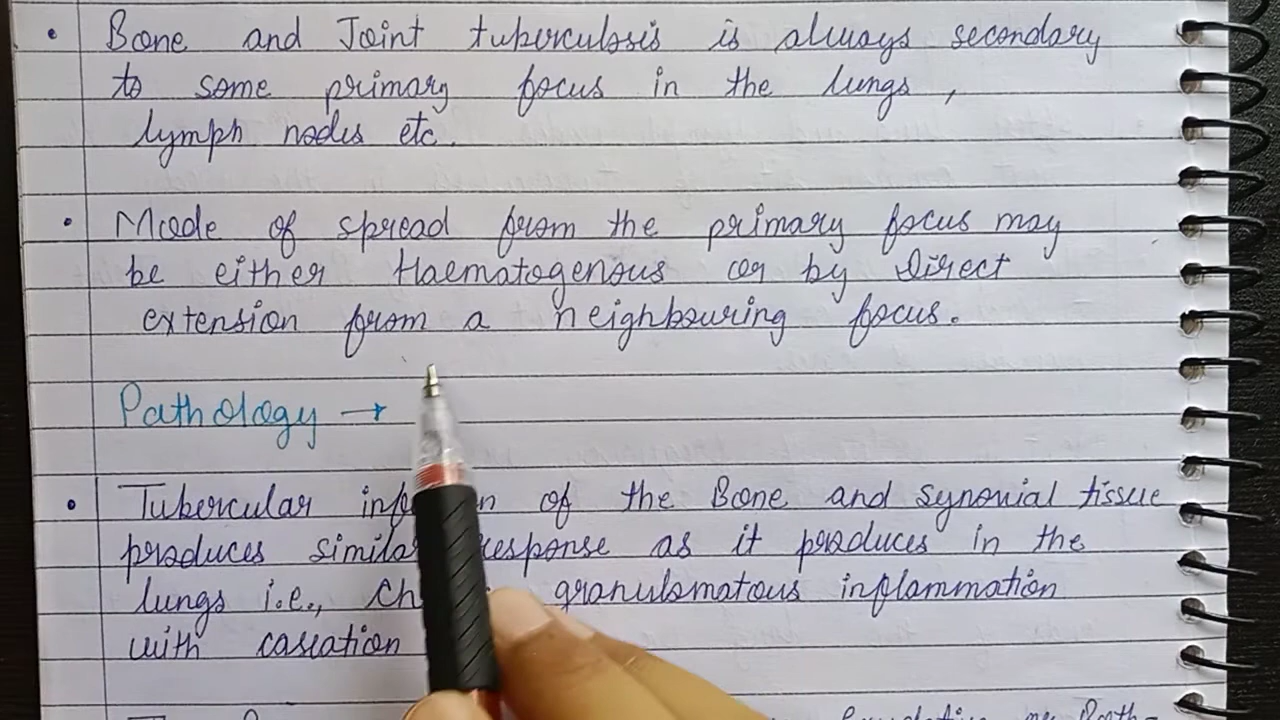 • Bone and Joint tuberculosis is always secondary
to some primary focus in the lungs,
lymph nodes etc.
• Mode of spread from the primary focus may
be either Haematogenous or by Direct
extension from a neighbouring focus.
Pathology →
• Tubercular of the Bone and synovial tissue
produces similar response as it produces in the
lungs i.e., granulomatous inflammation
with caseation